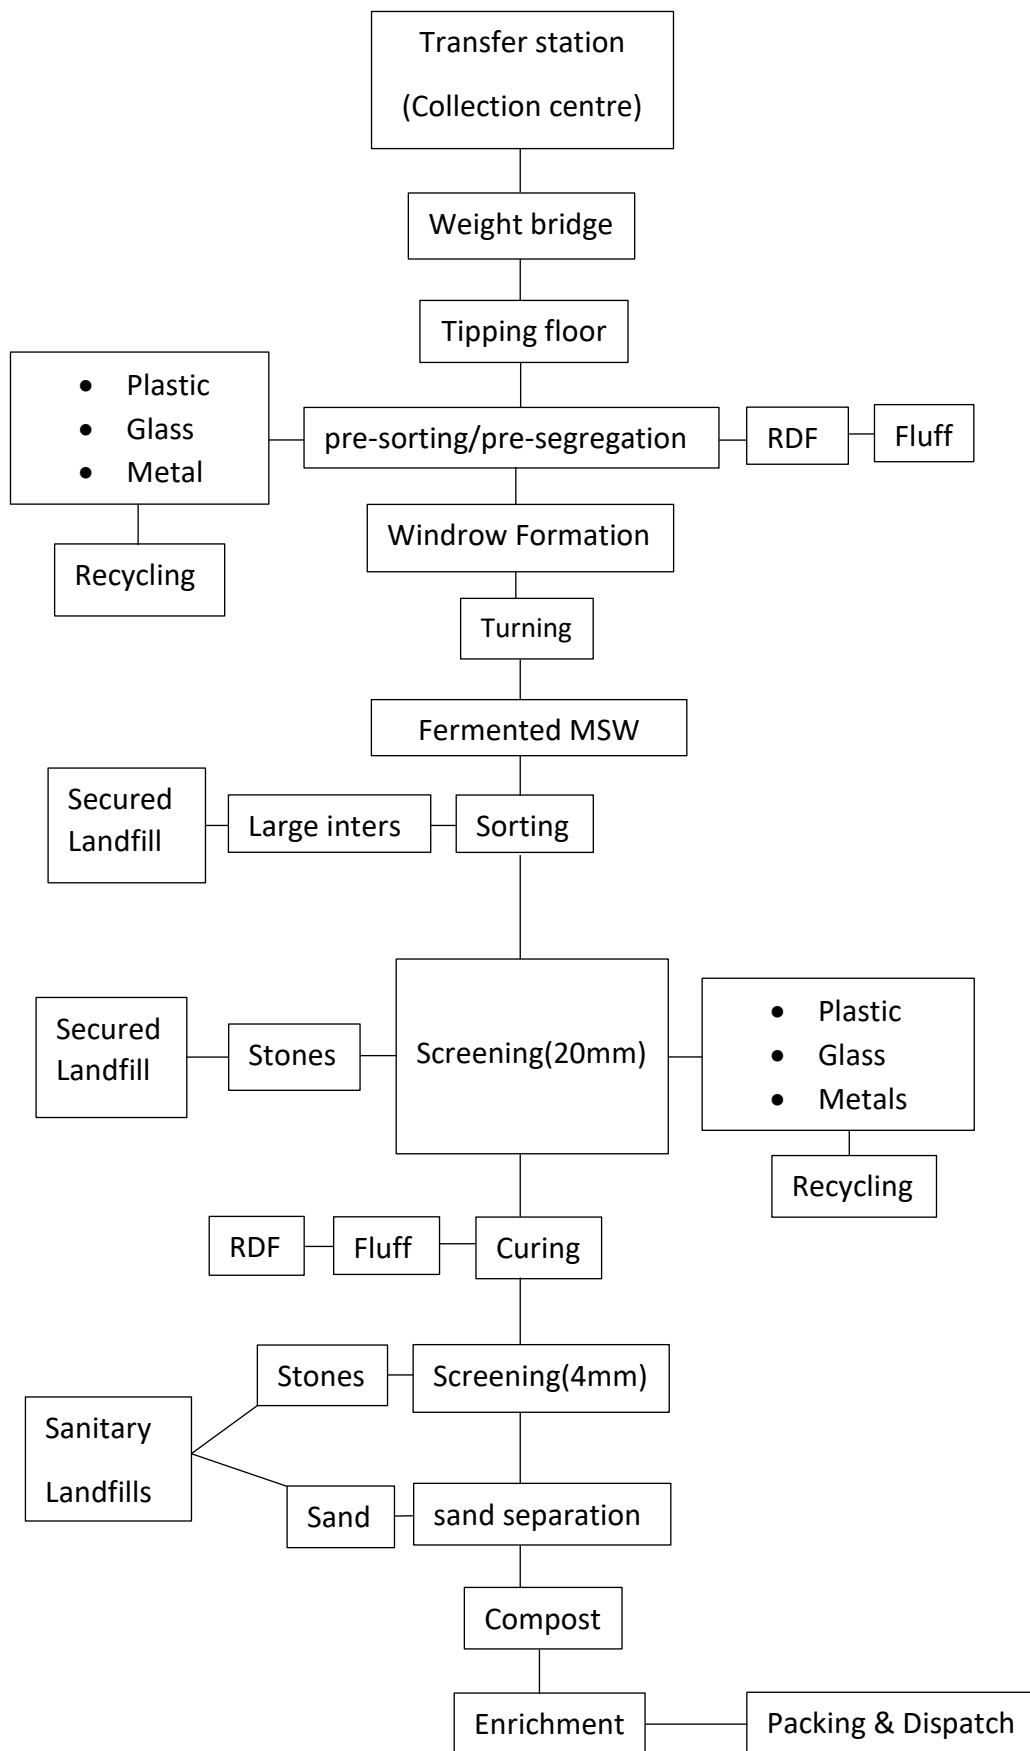 Transfer station
(Collection centre)
Weight bridge
Tipping floor
• Plastic
• Glass
• Metal
pre-sorting/pre-segregation
RDF
Fluff
Recycling
Windrow Formation
Turning
Fermented MSW
Secured
Landfill
Large inters
Sorting
Secured
Landfill
Stones
Screening(20mm)
• Plastic
• Glass
• Metals
Recycling
RDF
Fluff
Curing
Stones
Screening(4mm)
Sanitary
Landfills
Sand
sand separation
Compost
Enrichment
Packing & Dispatch